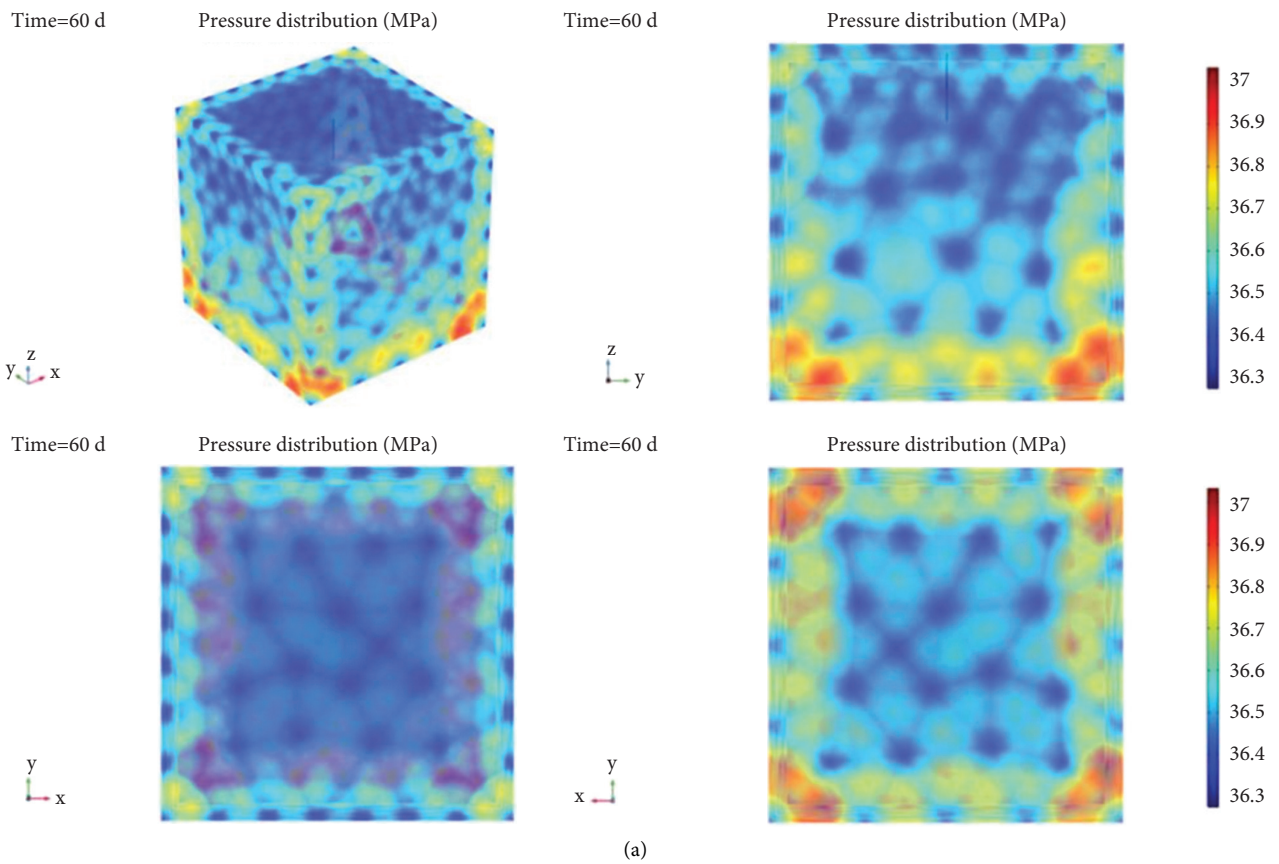 Time=60 d
Pressure distribution (MPa)
Time=60 d
Pressure distribution (MPa)
37
36.9
36.8
36.7
36.6
36.5
36.4
36.3
z
y
x
z
y
Time=60 d
Pressure distribution (MPa)
Time=60 d
Pressure distribution (MPa)
37
36.9
36.8
36.7
36.6
36.5
36.4
36.3
y
x
y
x
(a)